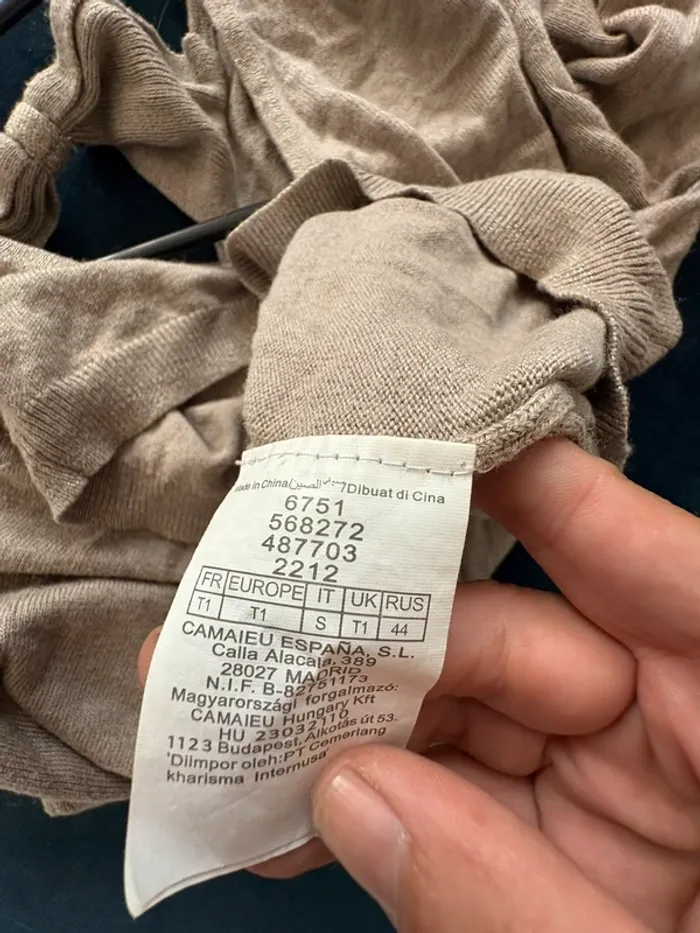 Made in China/صنع في الصين/Dibuat di Cina
6751
568272
487703
2212
FR EUROPE IT UK RUS
T1 T1 S T1 44
CAMAIEU ESPAÑA, S.L.
Calla Alacala, 389
28027 MADRID
N.I.F. B-82751173
Magyarországi forgalmazó:
CAMAIEU Hungary Kft
HU 23032110
1123 Budapest, Alkotás út 53.
'Diimpor oleh:PT Cemerlang
kharisma Internusa'